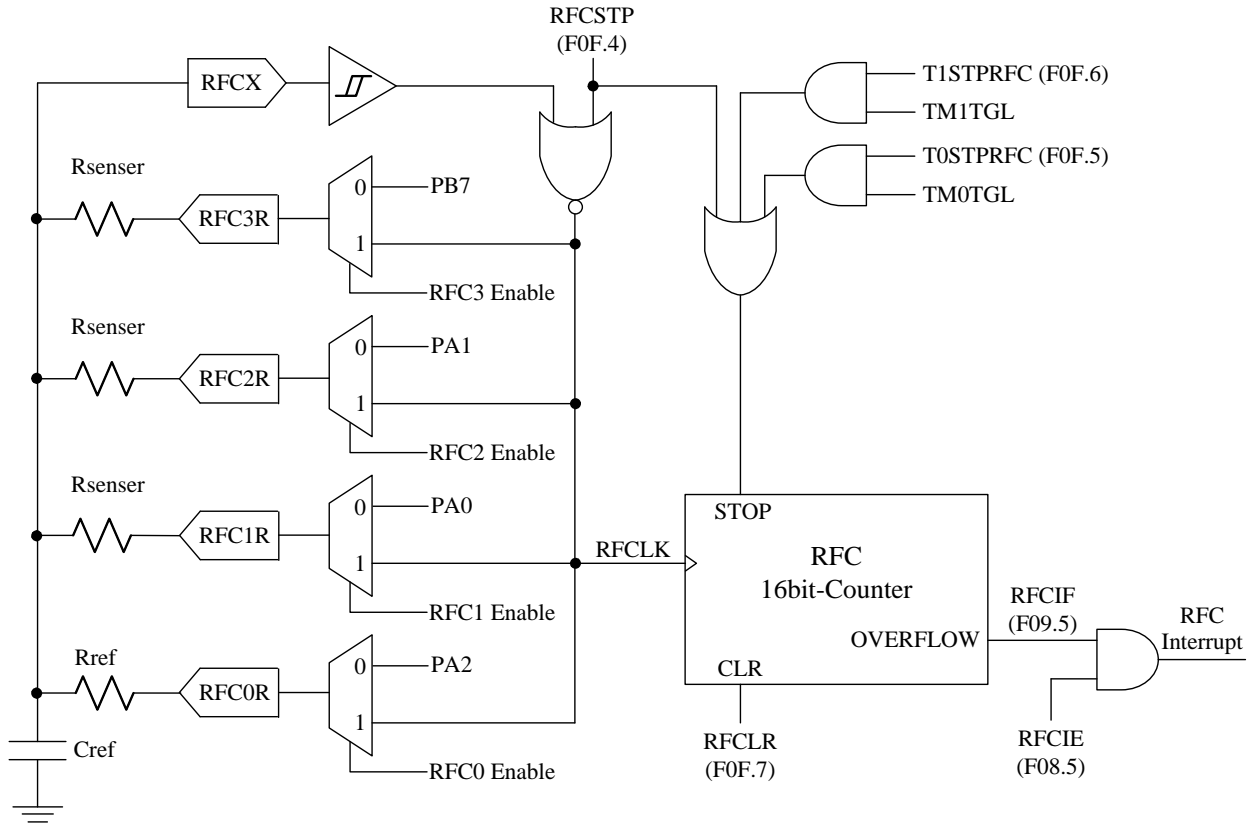 RFCSTP
(F0F.4)
RFCX
T1STPRFC (F0F.6)
TM1TGL
T0STPRFC (F0F.5)
TM0TGL
Rsenser
RFC3R
0
PB7
1
RFC3 Enable
Rsenser
RFC2R
0
PA1
1
RFC2 Enable
Rsenser
RFC1R
0
PA0
1
RFC1 Enable
RFCLK
STOP
RFC
16bit-Counter
OVERFLOW
CLR
RFCLR
(F0F.7)
RFCIF
(F09.5)
RFC
Interrupt
RFCIE
(F08.5)
Rref
RFC0R
0
PA2
1
RFC0 Enable
Cref